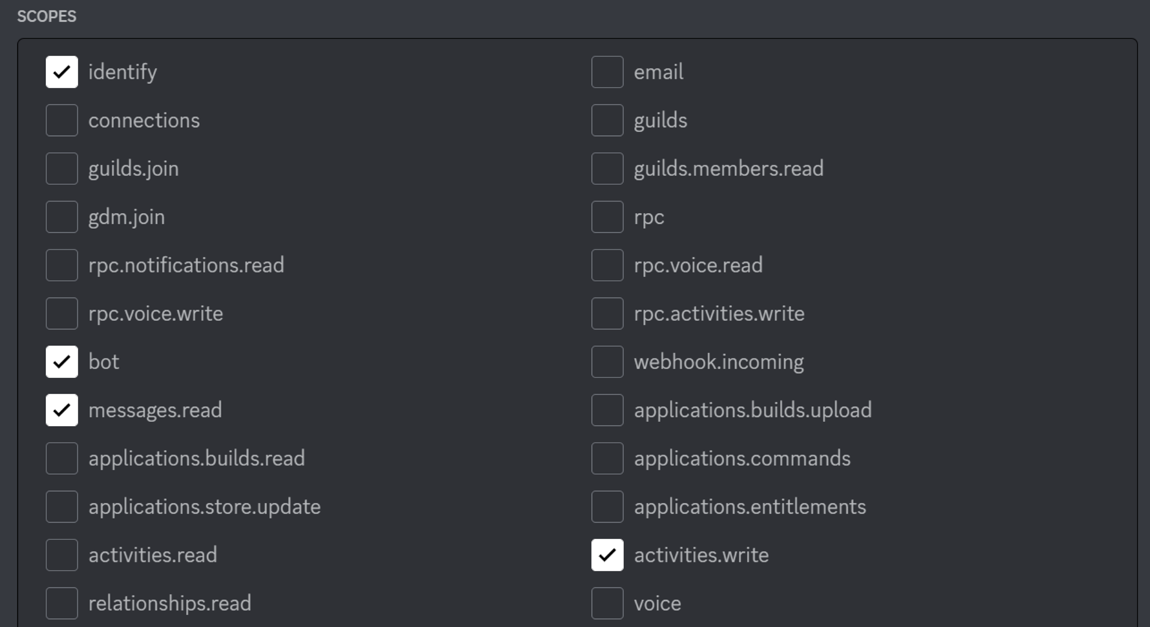 SCOPES
identify
email
connections
guilds
guilds.join
guilds.members.read
gdm.join
rpc
rpc.notifications.read
rpc.voice.read
rpc.voice.write
rpc.activities.write
bot
webhook.incoming
messages.read
applications.builds.upload
applications.builds.read
applications.commands
applications.store.update
applications.entitlements
activities.read
activities.write
relationships.read
voice